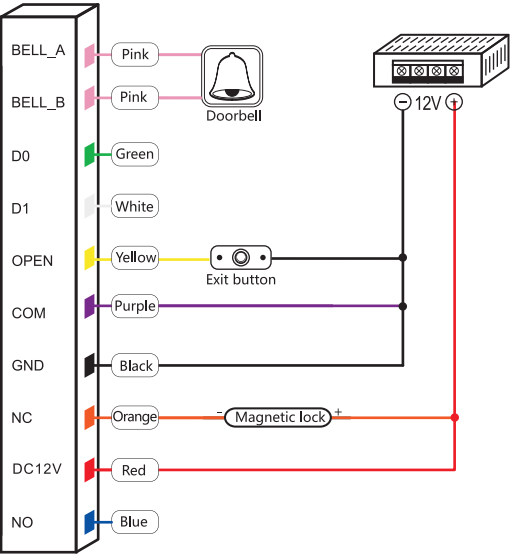 BELL_A
Pink
BELL_B
Pink
Doorbell
− 12V +
D0
Green
D1
White
OPEN
Yellow
Exit button
COM
Purple
GND
Black
NC
Orange
- Magnetic lock +
DC12V
Red
NO
Blue